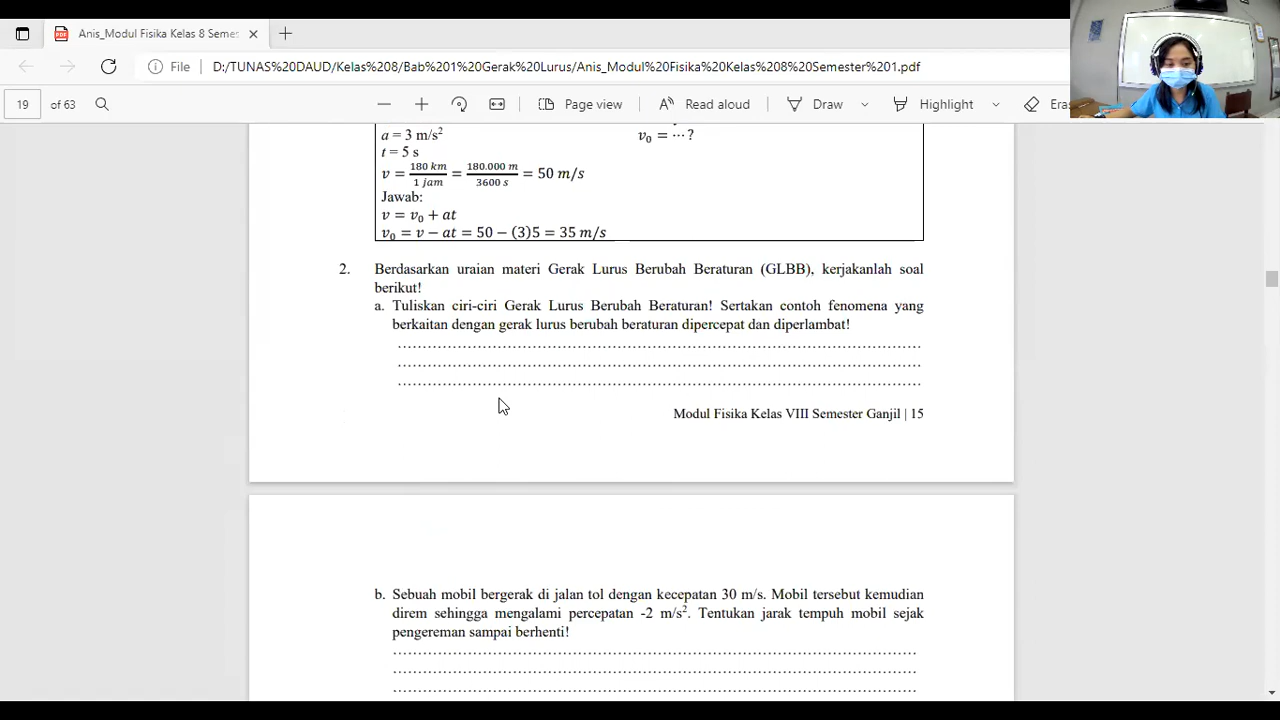 Anis_Modul Fisika Kelas 8 Semes
File
D:/TUNAS%20DAUD/Kelas%208/Bab%201%20Gerak%20Lurus/Anis_Modul%20Fisika%20Kelas%208%20Semester%201.pdf
19 of 63
Page view
Read aloud
Draw
Highlight
Eras
a = 3 m/s²
v₀ = ⋯ ?
t = 5 s
v = 180 km / 1 jam = 180.000 m / 3600 s = 50 m/s
Jawab:
v = v₀ + at
v₀ = v − at = 50 − (3)5 = 35 m/s
2. Berdasarkan uraian materi Gerak Lurus Berubah Beraturan (GLBB), kerjakanlah soal
berikut!
a. Tuliskan ciri-ciri Gerak Lurus Berubah Beraturan! Sertakan contoh fenomena yang
berkaitan dengan gerak lurus berubah beraturan dipercepat dan diperlambat!
Modul Fisika Kelas VIII Semester Ganjil | 15
b. Sebuah mobil bergerak di jalan tol dengan kecepatan 30 m/s. Mobil tersebut kemudian
direm sehingga mengalami percepatan -2 m/s². Tentukan jarak tempuh mobil sejak
pengereman sampai berhenti!